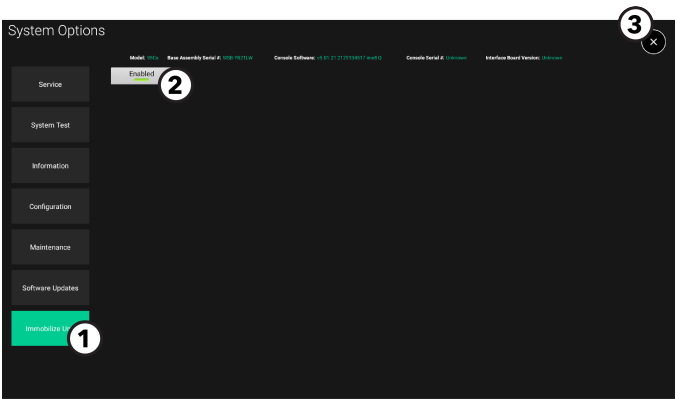 3
System Options
Model: Base Assembly Serial #: Console Software: Console Serial #: Unknown Interface Board Version: Unknown
Enabled
2
Service
System Test
Information
Configuration
Maintenance
Software Updates
Immobilize
1